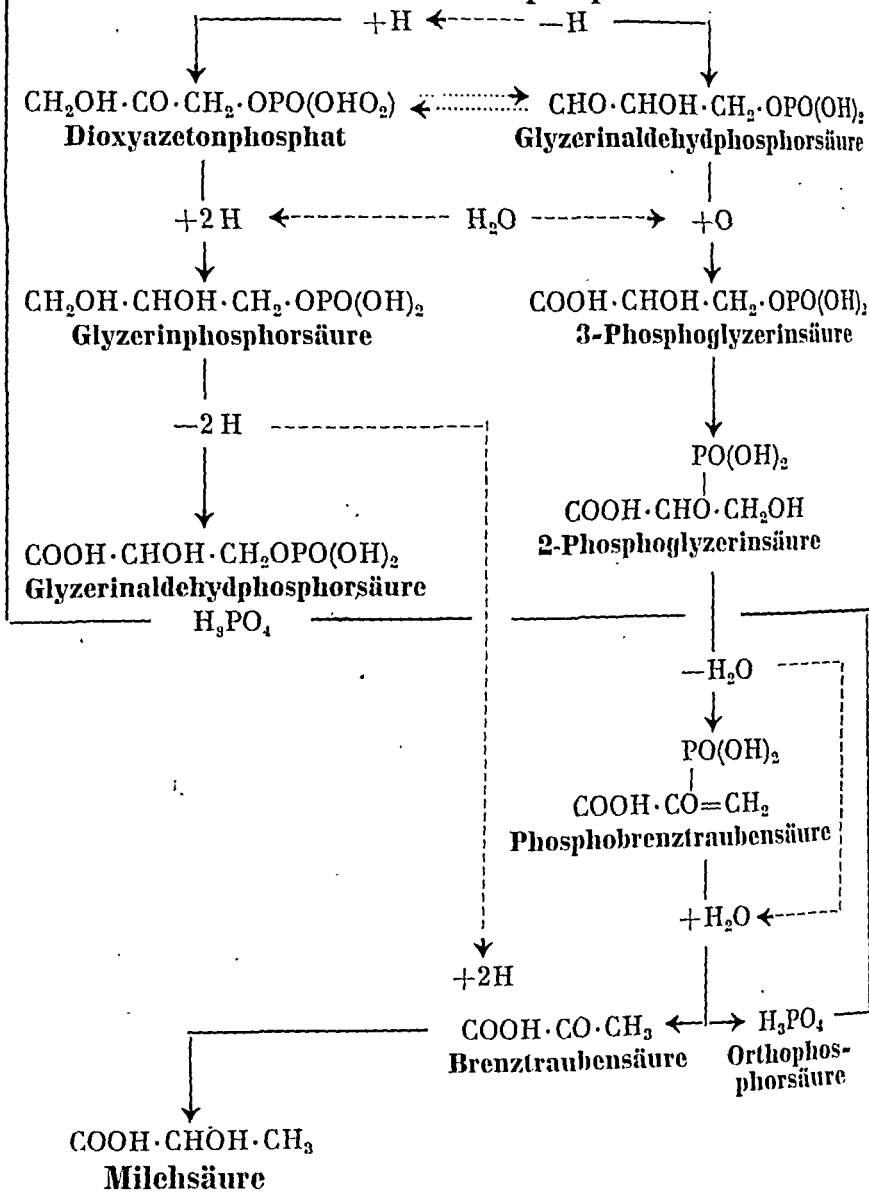 +H ← −H
CH₂OH·CO·CH₂·OPO(OHO₂) ⇄ CHO·CHOH·CH₂·OPO(OH)₂
Dioxyazetonphosphat Glyzerinaldehydphosphorsäure
+2H ← H₂O → +O
CH₂OH·CHOH·CH₂·OPO(OH)₂ COOH·CHOH·CH₂·OPO(OH)₂
Glyzerinphosphorsäure 3-Phosphoglyzerinsäure
−2H
PO(OH)₂
COOH·CHO·CH₂OH
2-Phosphoglyzerinsäure
COOH·CHOH·CH₂OPO(OH)₂
Glyzerinaldehydphosphorsäure
H₃PO₄
−H₂O
PO(OH)₂
COOH·CO=CH₂
Phosphobrenztraubensäure
+H₂O
+2H
COOH·CO·CH₃ ← → H₃PO₄
Brenztraubensäure Orthophos-
phorsäure
COOH·CHOH·CH₃
Milchsäure